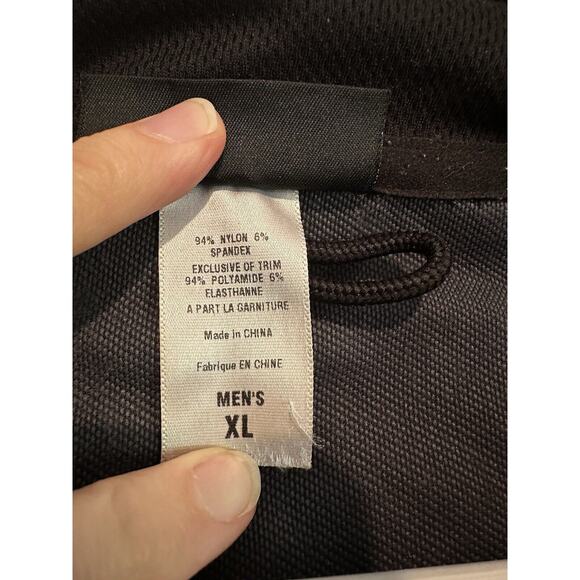 94% NYLON 6%
SPANDEX
EXCLUSIVE OF TRIM
94% POLYAMIDE 6%
ELASTHANNE
A PART LA GARNITURE
Made in CHINA
Fabrique EN CHINE
MEN'S
XL